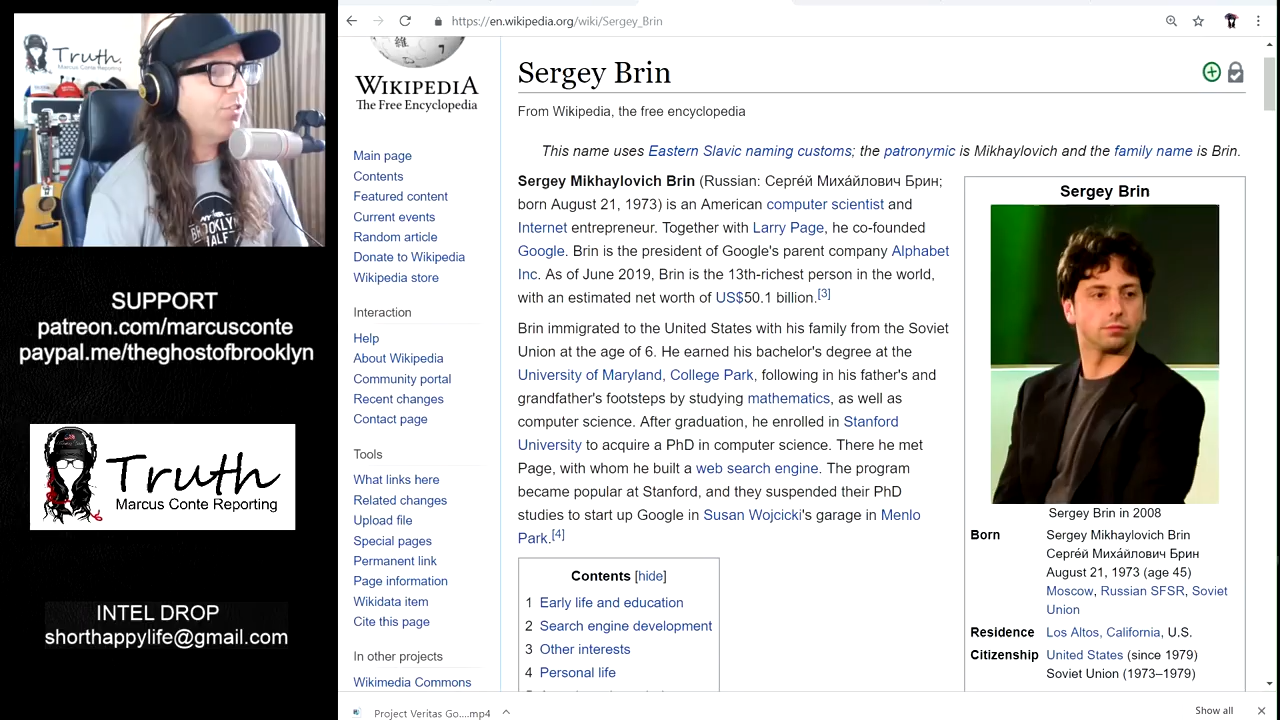 Truth.
Marcus Conte Reporting
SUPPORT
patreon.com/marcusconte
paypal.me/theghostofbrooklyn
Truth
Marcus Conte Reporting
INTEL DROP
shorthappylife@gmail.com
https://en.wikipedia.org/wiki/Sergey_Brin
WIKIPEDIA
The Free Encyclopedia
Main page
Contents
Featured content
Current events
Random article
Donate to Wikipedia
Wikipedia store
Interaction
Help
About Wikipedia
Community portal
Recent changes
Contact page
Tools
What links here
Related changes
Upload file
Special pages
Permanent link
Page information
Wikidata item
Cite this page
In other projects
Wikimedia Commons
Sergey Brin
From Wikipedia, the free encyclopedia
This name uses Eastern Slavic naming customs; the patronymic is Mikhaylovich and the family name is Brin.
Sergey Mikhaylovich Brin (Russian: Серге́й Миха́йлович Брин;
born August 21, 1973) is an American computer scientist and
Internet entrepreneur. Together with Larry Page, he co-founded
Google. Brin is the president of Google's parent company Alphabet
Inc. As of June 2019, Brin is the 13th-richest person in the world,
with an estimated net worth of US$50.1 billion.[3]
Brin immigrated to the United States with his family from the Soviet
Union at the age of 6. He earned his bachelor's degree at the
University of Maryland, College Park, following in his father's and
grandfather's footsteps by studying mathematics, as well as
computer science. After graduation, he enrolled in Stanford
University to acquire a PhD in computer science. There he met
Page, with whom he built a web search engine. The program
became popular at Stanford, and they suspended their PhD
studies to start up Google in Susan Wojcicki's garage in Menlo
Park.[4]
Contents [hide]
1 Early life and education
2 Search engine development
3 Other interests
4 Personal life
Sergey Brin
Sergey Brin in 2008
Born Sergey Mikhaylovich Brin
Серге́й Миха́йлович Брин
August 21, 1973 (age 45)
Moscow, Russian SFSR, Soviet
Union
Residence Los Altos, California, U.S.
Citizenship United States (since 1979)
Soviet Union (1973–1979)
Project Veritas Go....mp4
Show all